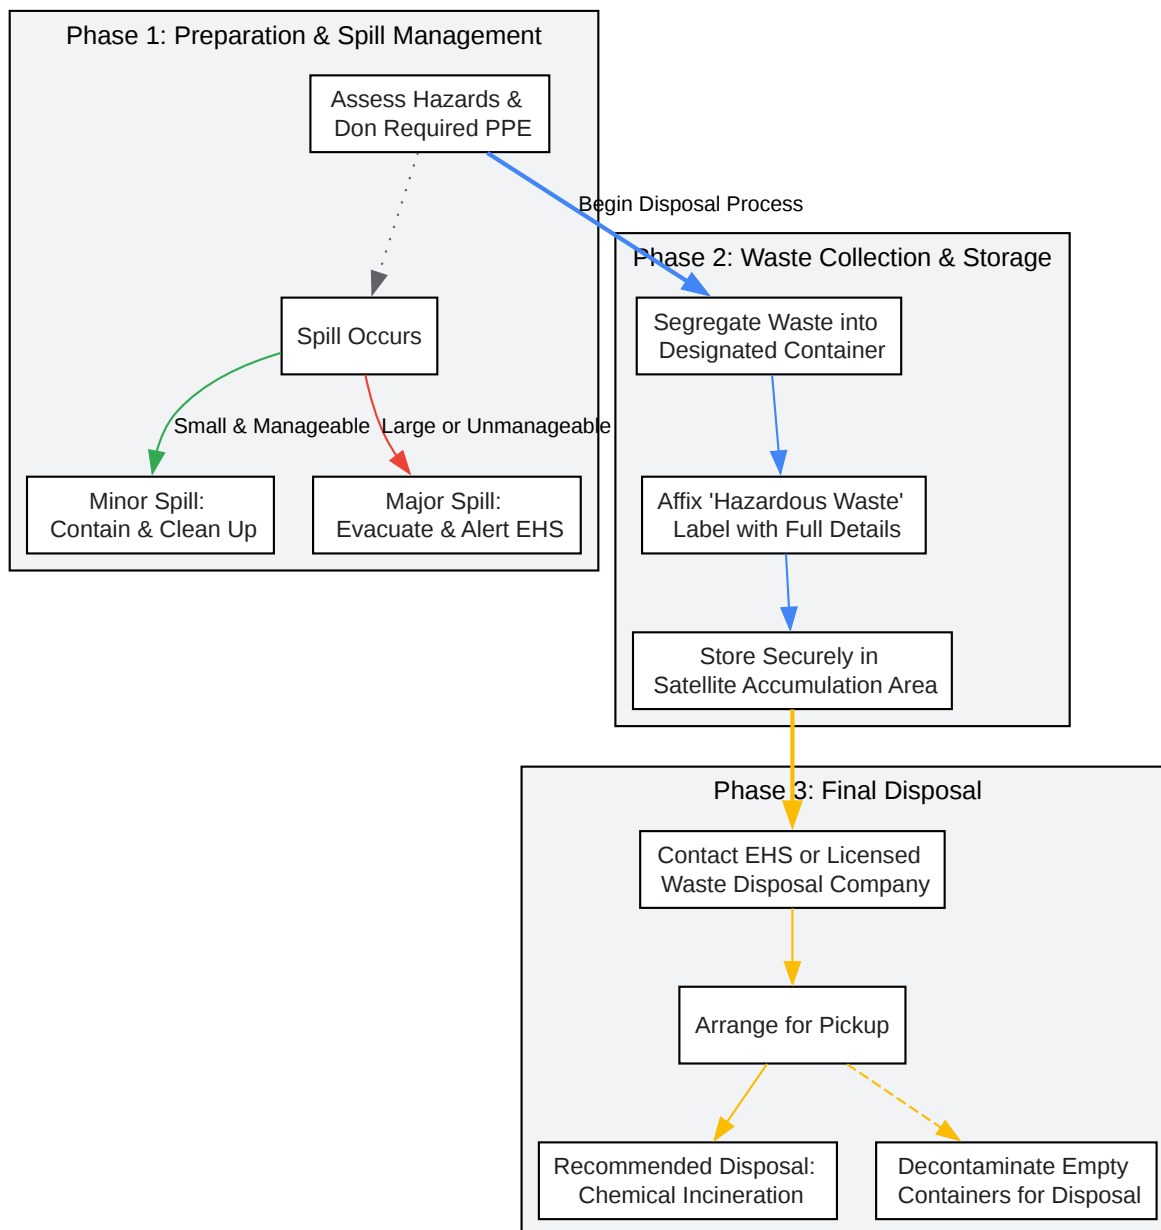 Phase 1: Preparation & Spill Management
Assess Hazards &
Don Required PPE
Begin Disposal Process
Phase 2: Waste Collection & Storage
Spill Occurs
Segregate Waste into
Designated Container
Small & Manageable
Large or Unmanageable
Minor Spill:
Contain & Clean Up
Major Spill:
Evacuate & Alert EHS
Affix 'Hazardous Waste'
Label with Full Details
Store Securely in
Satellite Accumulation Area
Phase 3: Final Disposal
Contact EHS or Licensed
Waste Disposal Company
Arrange for Pickup
Recommended Disposal:
Chemical Incineration
Decontaminate Empty
Containers for Disposal